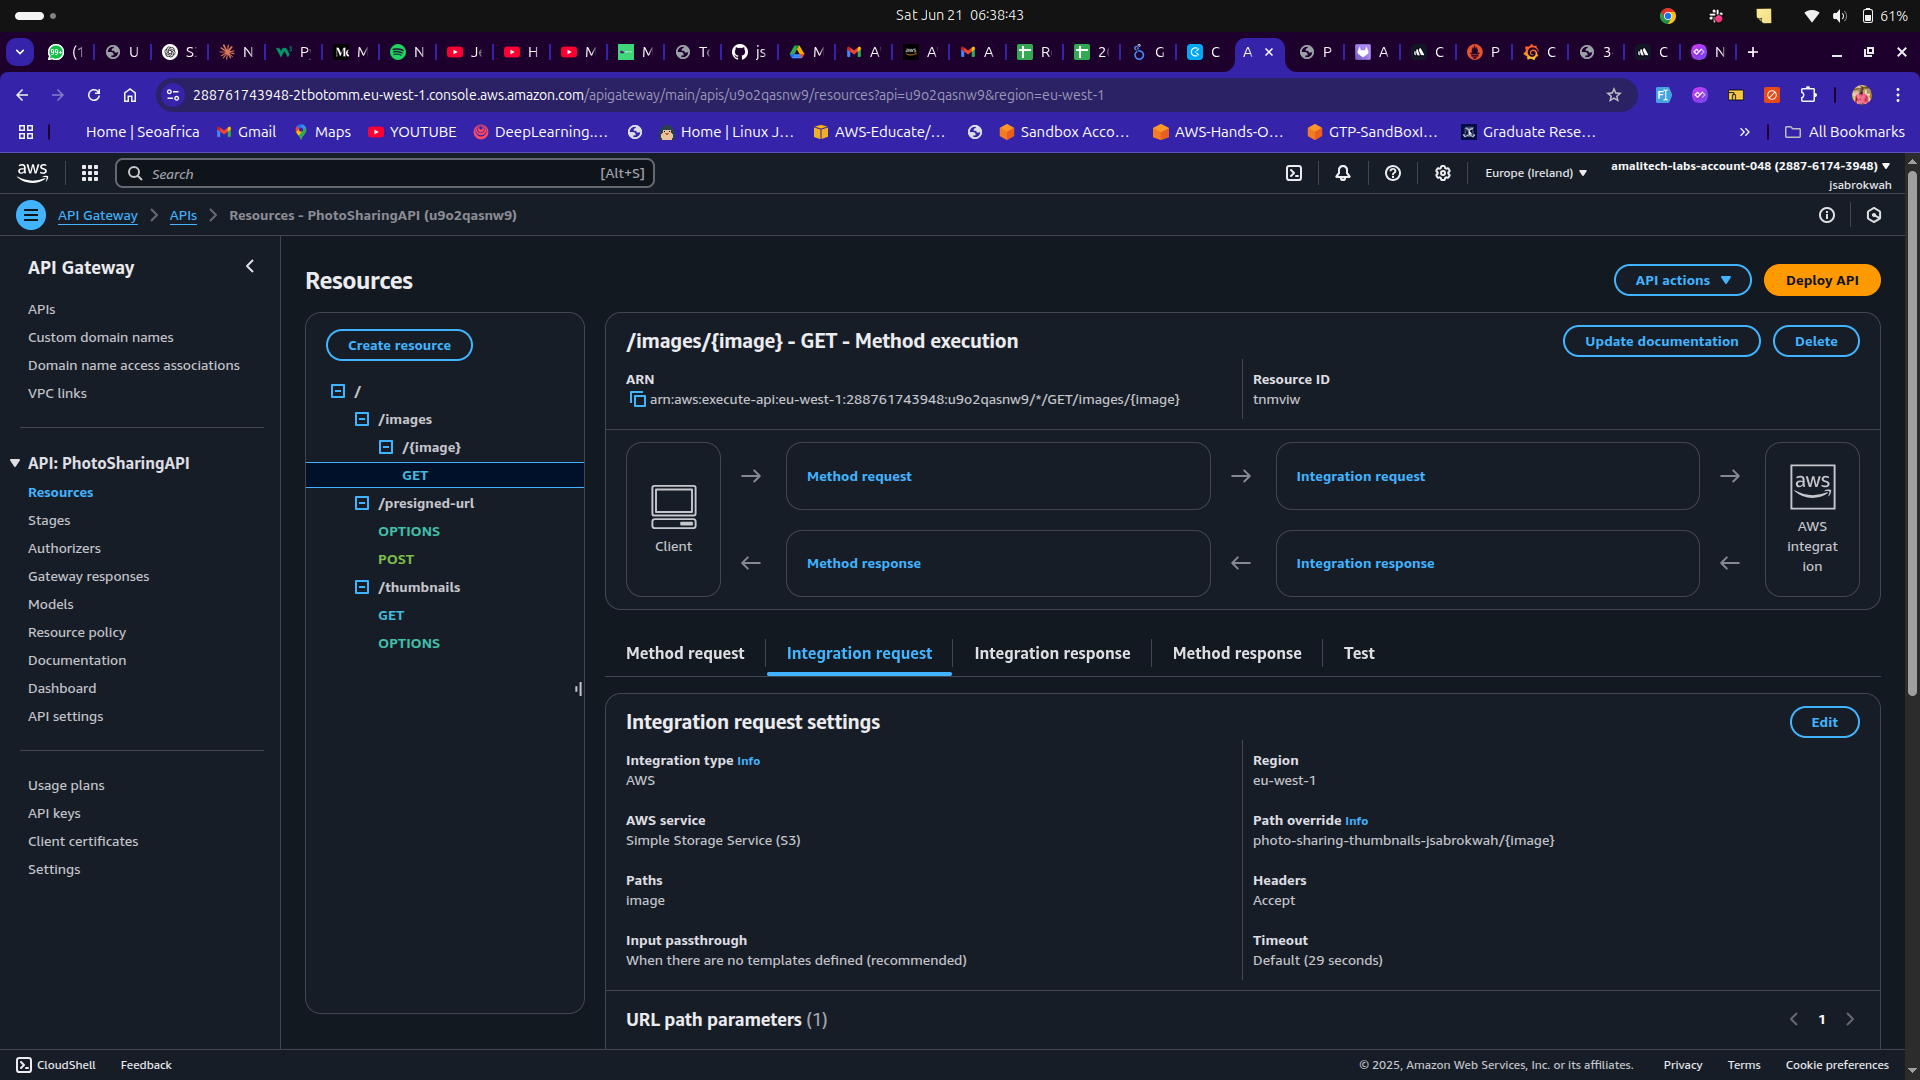 Sat Jun 21 06:38:43
61%
288761743948-2tbotomm.eu-west-1.console.aws.amazon.com/apigateway/main/apis/u9o2qasnw9/resources?api=u9o2qasnw9&region=eu-west-1
Home | Seoafrica
Gmail
Maps
YOUTUBE
DeepLearning....
Home | Linux J...
AWS-Educate/...
Sandbox Acco...
AWS-Hands-O...
GTP-SandBoxI...
Graduate Rese...
All Bookmarks
aws
Search
[Alt+S]
Europe (Ireland)
amalitech-labs-account-048 (2887-6174-3948)
jsabrokwah
API Gateway
APIs
Resources - PhotoSharingAPI (u9o2qasnw9)
API Gateway
APIs
Custom domain names
Domain name access associations
VPC links
API: PhotoSharingAPI
Resources
Stages
Authorizers
Gateway responses
Models
Resource policy
Documentation
Dashboard
API settings
Usage plans
API keys
Client certificates
Settings
Resources
API actions
Deploy API
Create resource
/
/images
/{image}
GET
/presigned-url
OPTIONS
POST
/thumbnails
GET
OPTIONS
/images/{image} - GET - Method execution
Update documentation
Delete
ARN
arn:aws:execute-api:eu-west-1:288761743948:u9o2qasnw9/*/GET/images/{image}
Resource ID
tnmviw
Client
Method request
Integration request
Method response
Integration response
aws
AWS
integrat
ion
Method request
Integration request
Integration response
Method response
Test
Integration request settings
Edit
Integration type Info
AWS
Region
eu-west-1
AWS service
Simple Storage Service (S3)
Path override Info
photo-sharing-thumbnails-jsabrokwah/{image}
Paths
image
Headers
Accept
Input passthrough
When there are no templates defined (recommended)
Timeout
Default (29 seconds)
URL path parameters (1)
1
CloudShell
Feedback
© 2025, Amazon Web Services, Inc. or its affiliates.
Privacy
Terms
Cookie preferences